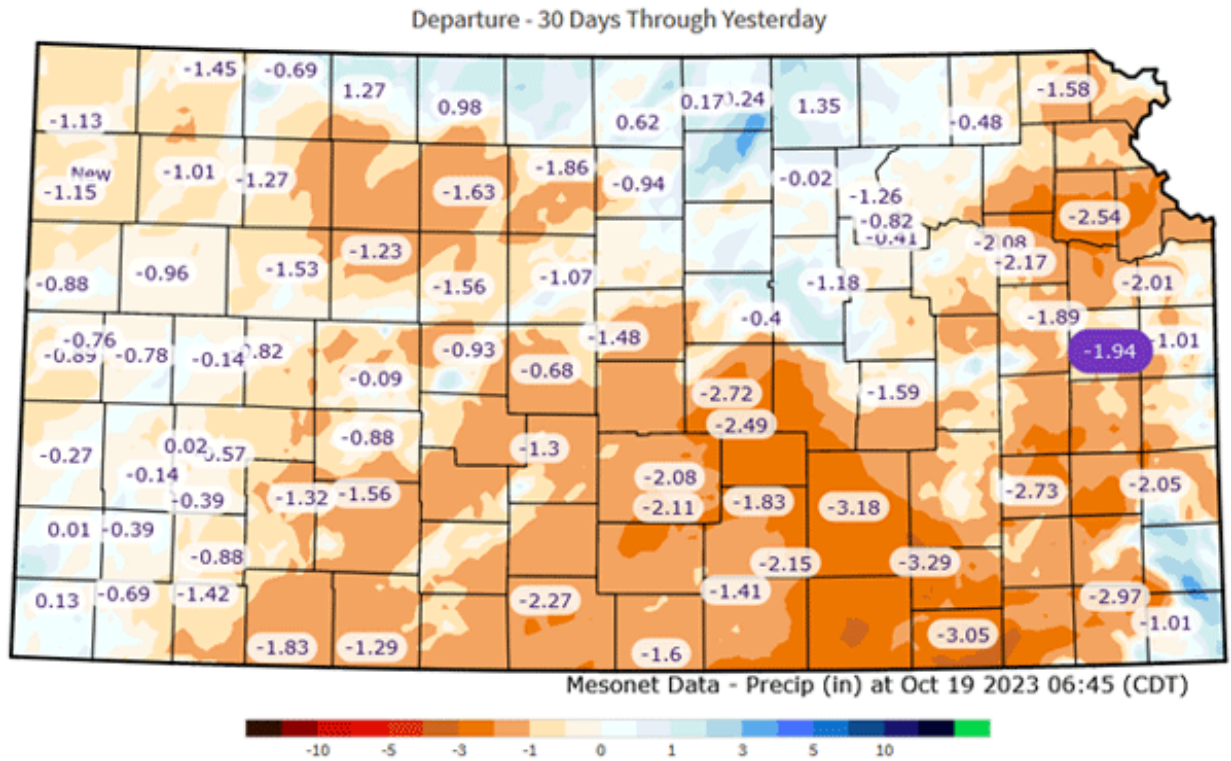 Departure - 30 Days Through Yesterday
-1.45 -0.69 1.27 0.98 0.62 0.17 0.24 1.35 -0.48 -1.58
-1.13
New
-1.15 -1.01 -1.27 -1.63 -1.86 -0.94 -0.02 -1.26 -2.54
-0.82
-0.41
-0.88 -0.96 -1.53 -1.23 -1.56 -1.07 -1.18 -2.08 -2.17 -2.01
-0.76
-0.89 -0.78 -0.14 -0.09 -0.93 -0.68 -1.48 -0.4 -1.59 -1.89 -1.94 -1.01
-0.27 0.02 -0.88 -1.3 -2.72 -2.49
-0.14
-0.39 -1.32 -1.56 -2.08 -2.11 -1.83 -3.18 -2.73 -2.05
0.01 -0.39
-0.88 -2.15 -3.29
0.13 -0.69 -1.42 -2.27 -1.41 -2.97 -1.01
-1.83 -1.29 -1.6 -3.05
Mesonet Data - Precip (in) at Oct 19 2023 06:45 (CDT)
-10 -5 -3 -1 0 1 3 5 10